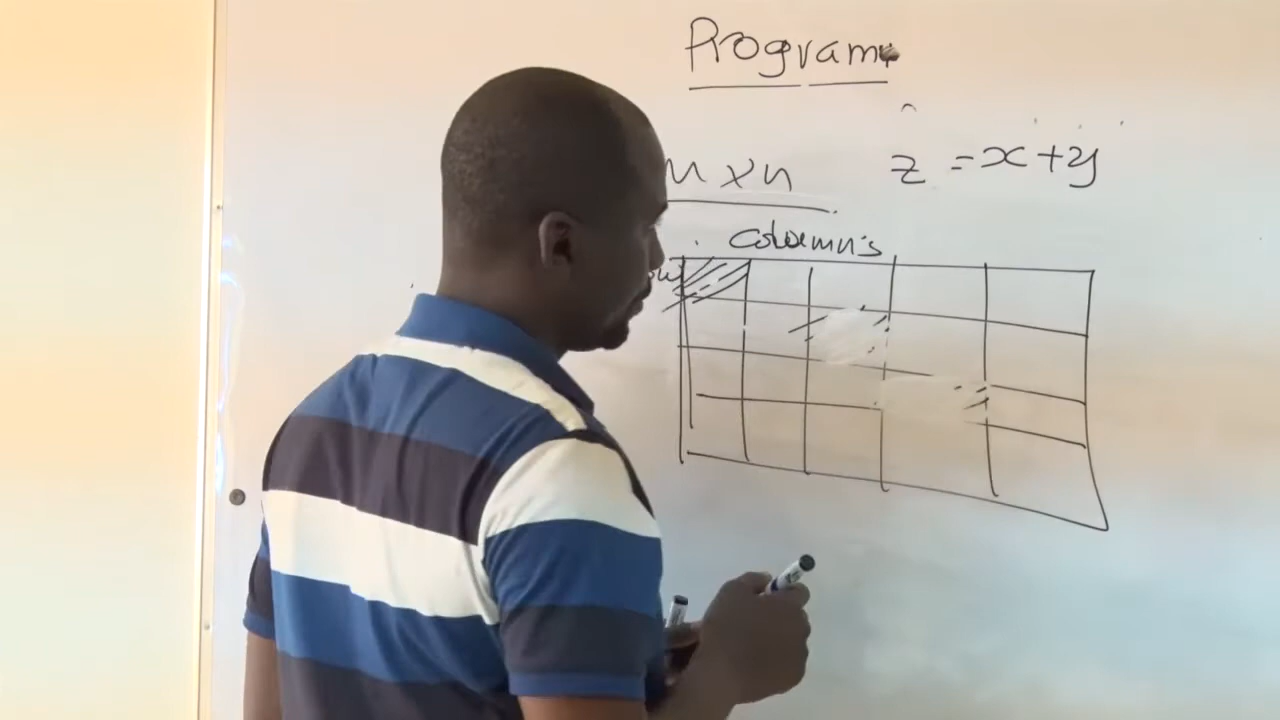 Program
z = x + y
m x n
Columns